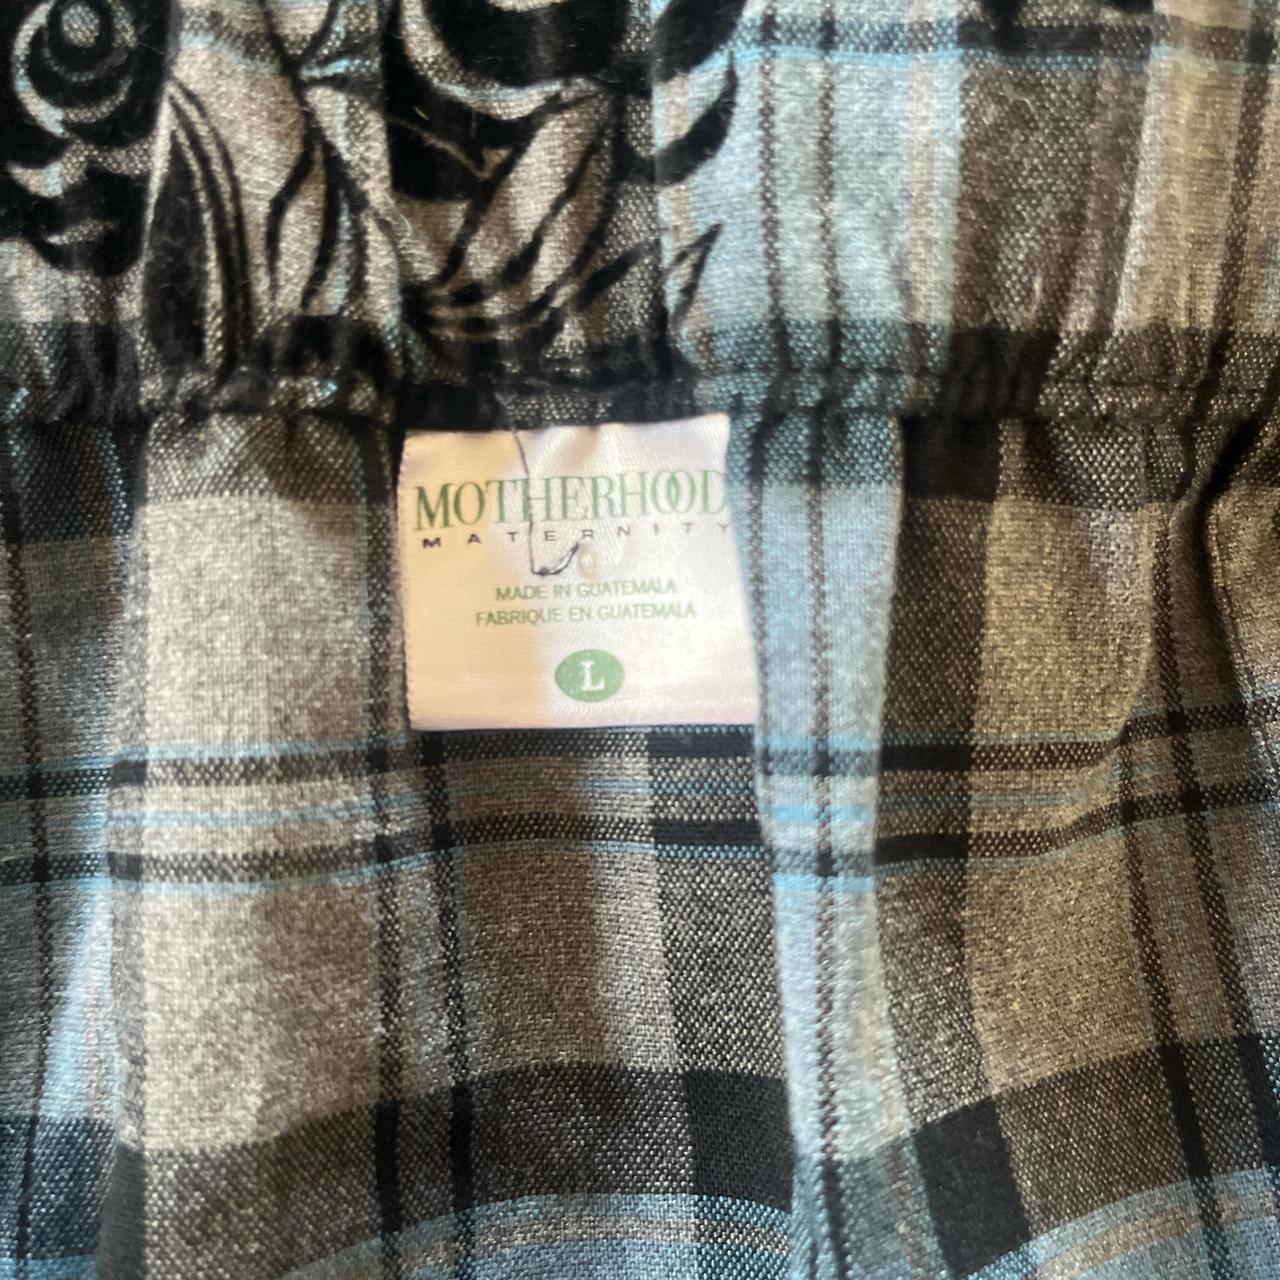 MOTHERHOOD
MATERNITY
MADE IN GUATEMALA
FABRIQUE EN GUATEMALA
L